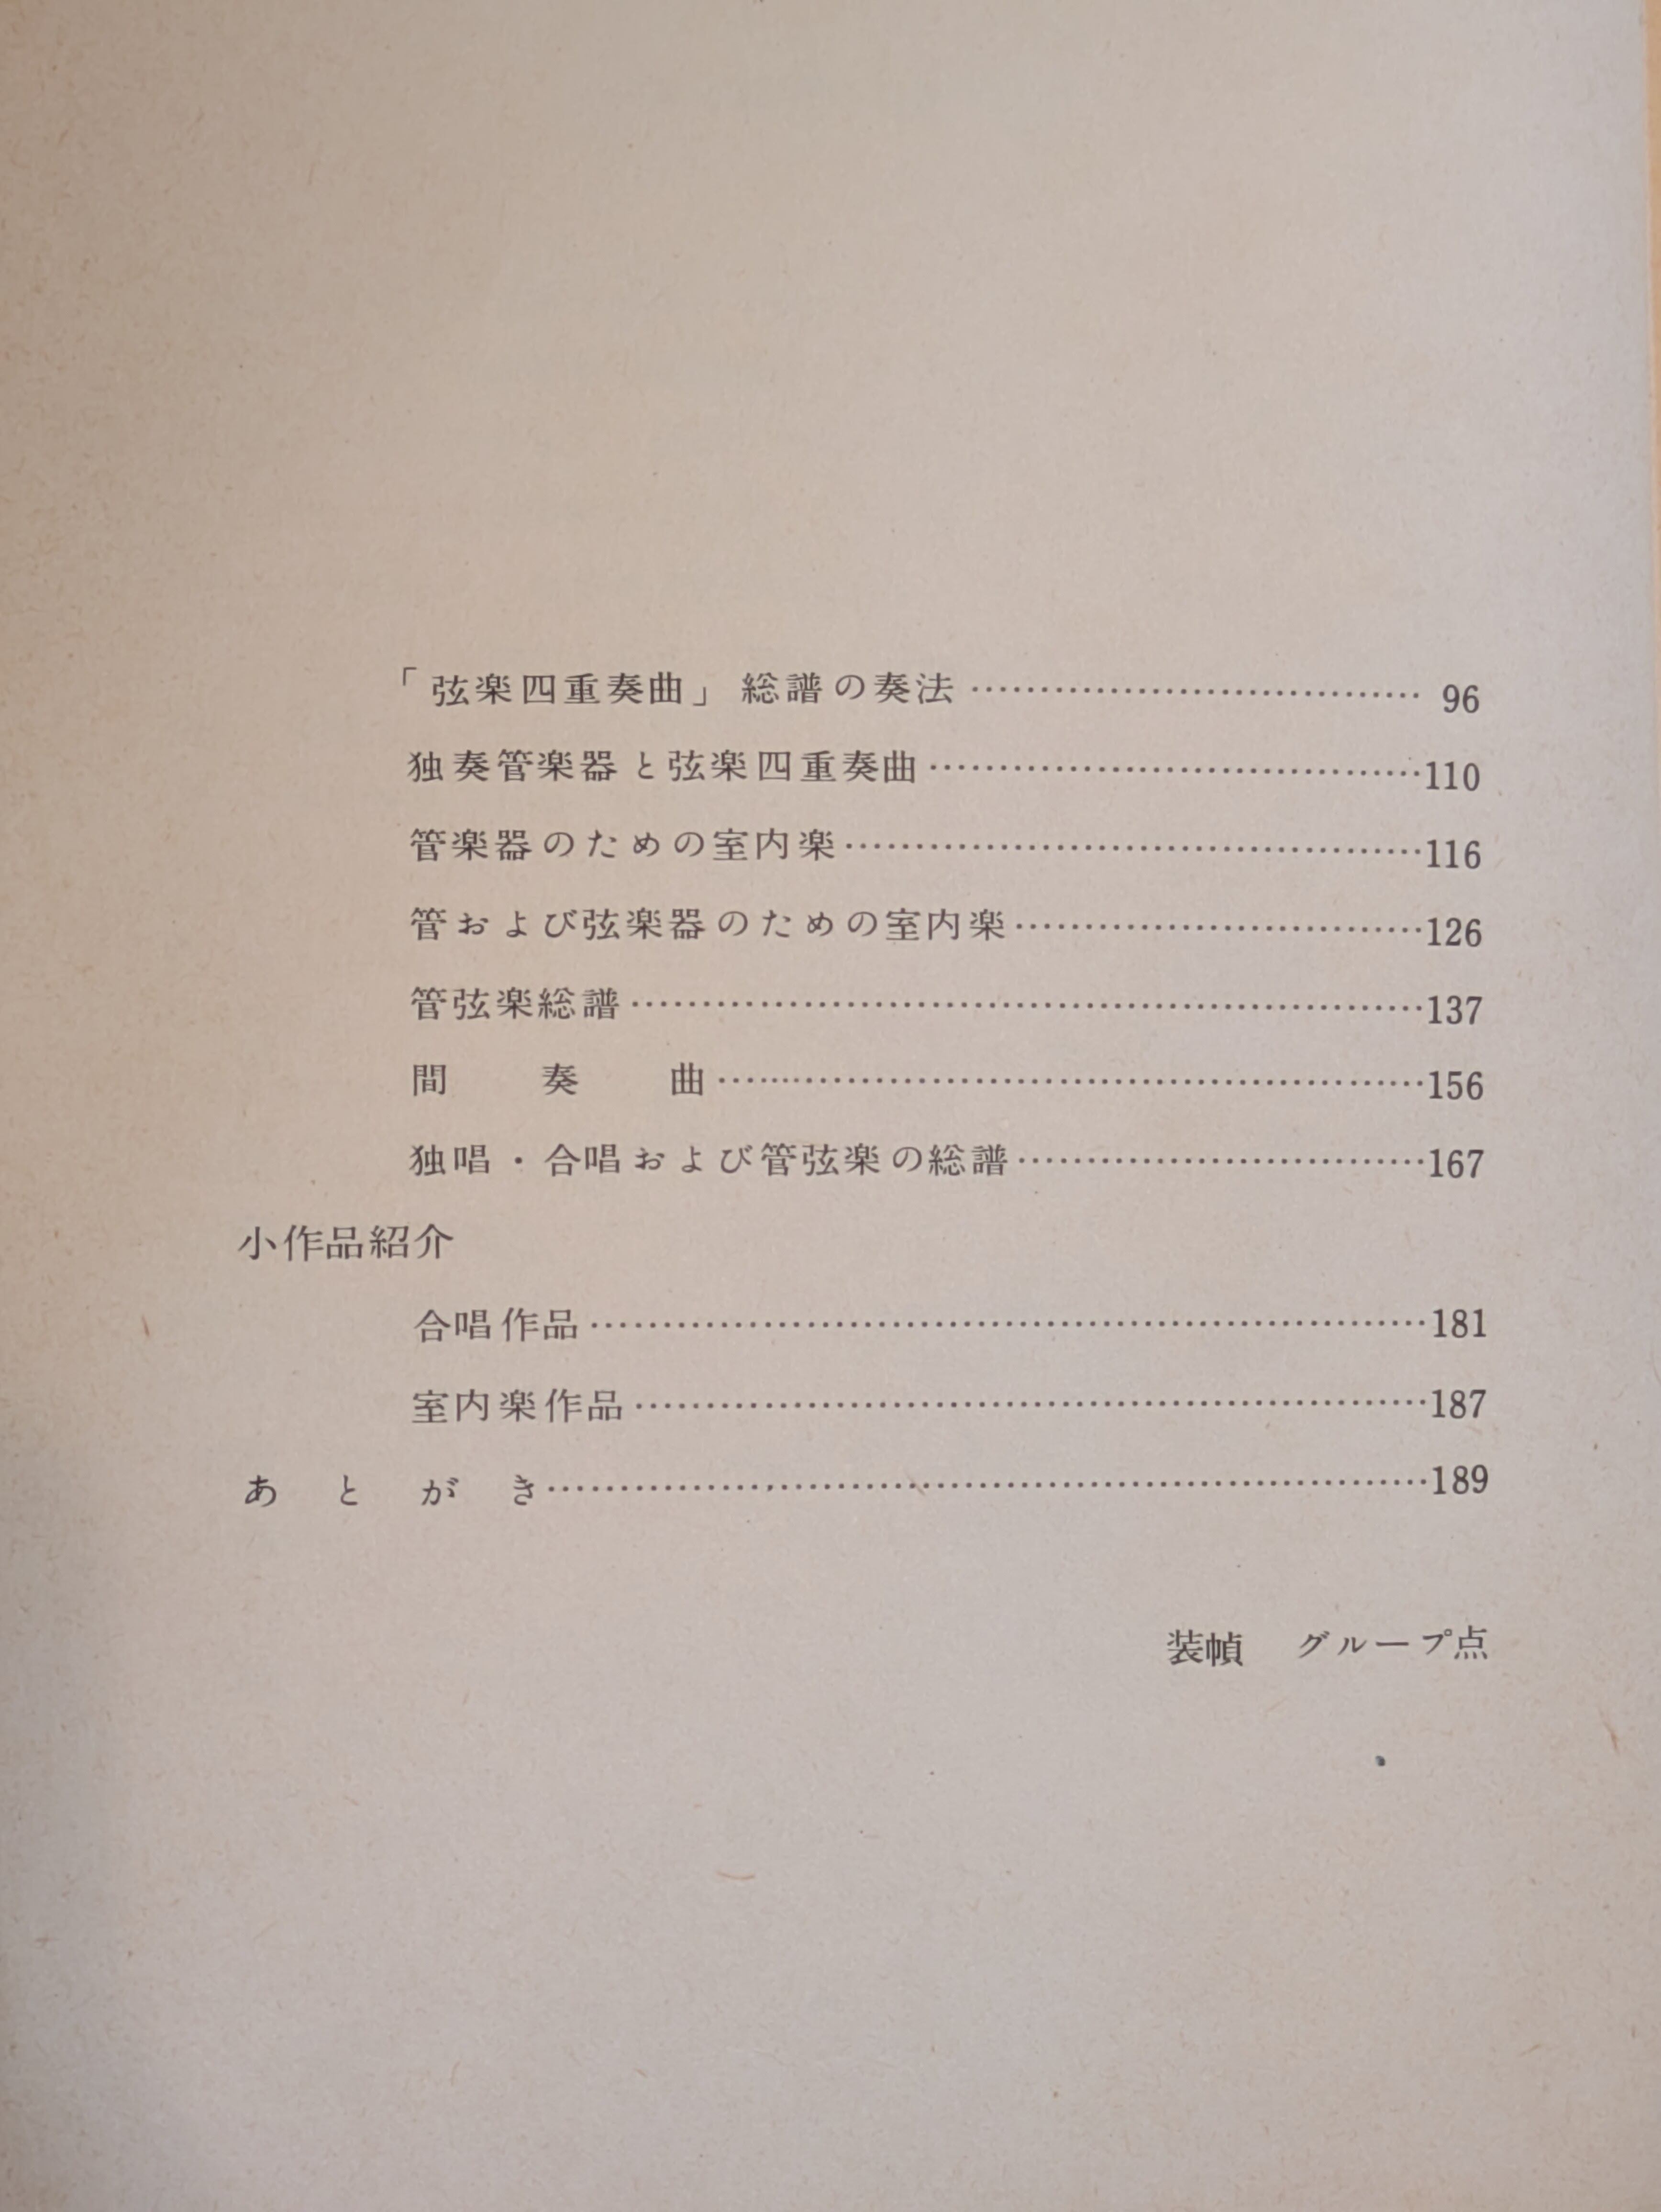 「弦楽四重奏曲」総譜の奏法…………………………… 96
独奏管楽器と弦楽四重奏曲………………………………110
管楽器のための室内楽……………………………………116
管および弦楽器のための室内楽…………………………126
管弦楽総譜…………………………………………………137
間　奏　曲…………………………………………………156
独唱・合唱および管弦楽の総譜…………………………167
小作品紹介
合唱作品……………………………………………………181
室内楽作品…………………………………………………187
あ と が き…………………………………………………189
装幀　グループ点